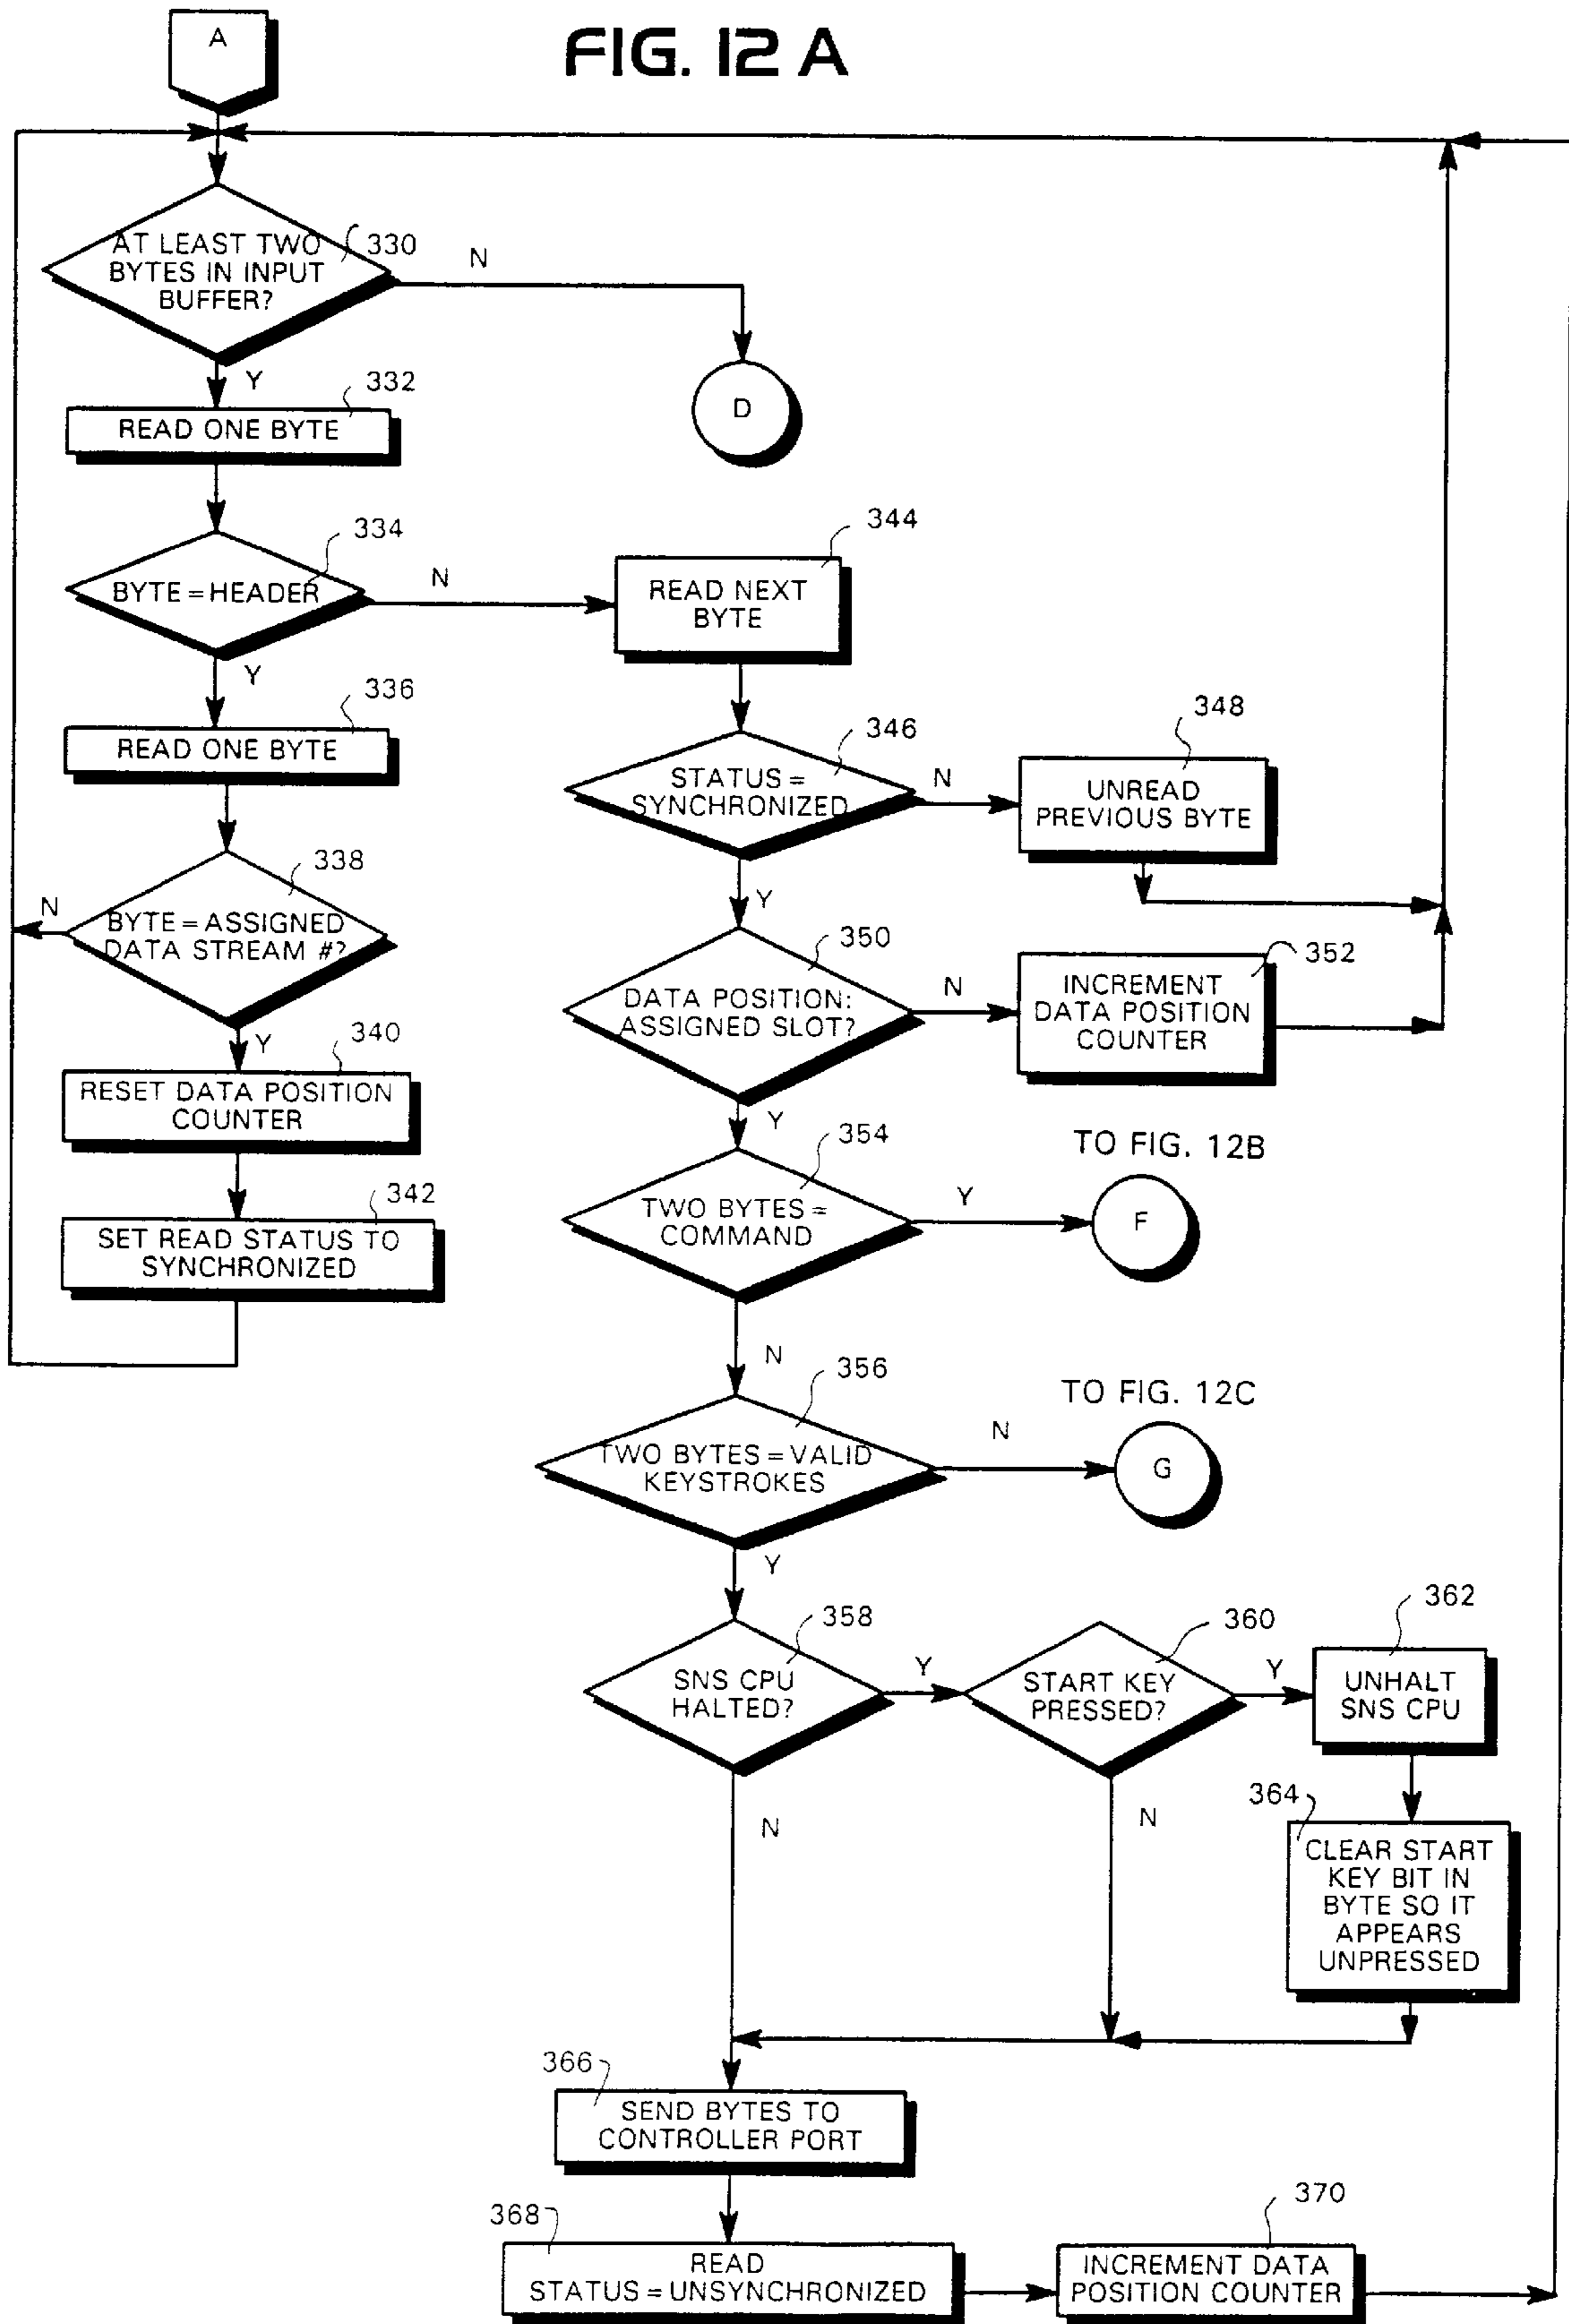 FIG. 12 A
A
AT LEAST TWO
BYTES IN INPUT
BUFFER?
330
N
D
Y
332
READ ONE BYTE
334
BYTE = HEADER
N
344
READ NEXT
BYTE
Y
336
READ ONE BYTE
346
STATUS =
SYNCHRONIZED
N
348
UNREAD
PREVIOUS BYTE
338
N
BYTE = ASSIGNED
DATA STREAM #?
Y
350
DATA POSITION:
ASSIGNED SLOT?
N
352
INCREMENT
DATA POSITION
COUNTER
Y
340
RESET DATA POSITION
COUNTER
Y
342
SET READ STATUS TO
SYNCHRONIZED
354
TWO BYTES =
COMMAND
Y
TO FIG. 12B
F
N
356
TWO BYTES = VALID
KEYSTROKES
N
TO FIG. 12C
G
Y
358
SNS CPU
HALTED?
Y
360
START KEY
PRESSED?
Y
362
UNHALT
SNS CPU
N
N
364
CLEAR START
KEY BIT IN
BYTE SO IT
APPEARS
UNPRESSED
366
SEND BYTES TO
CONTROLLER PORT
368
READ
STATUS = UNSYNCHRONIZED
370
INCREMENT DATA
POSITION COUNTER